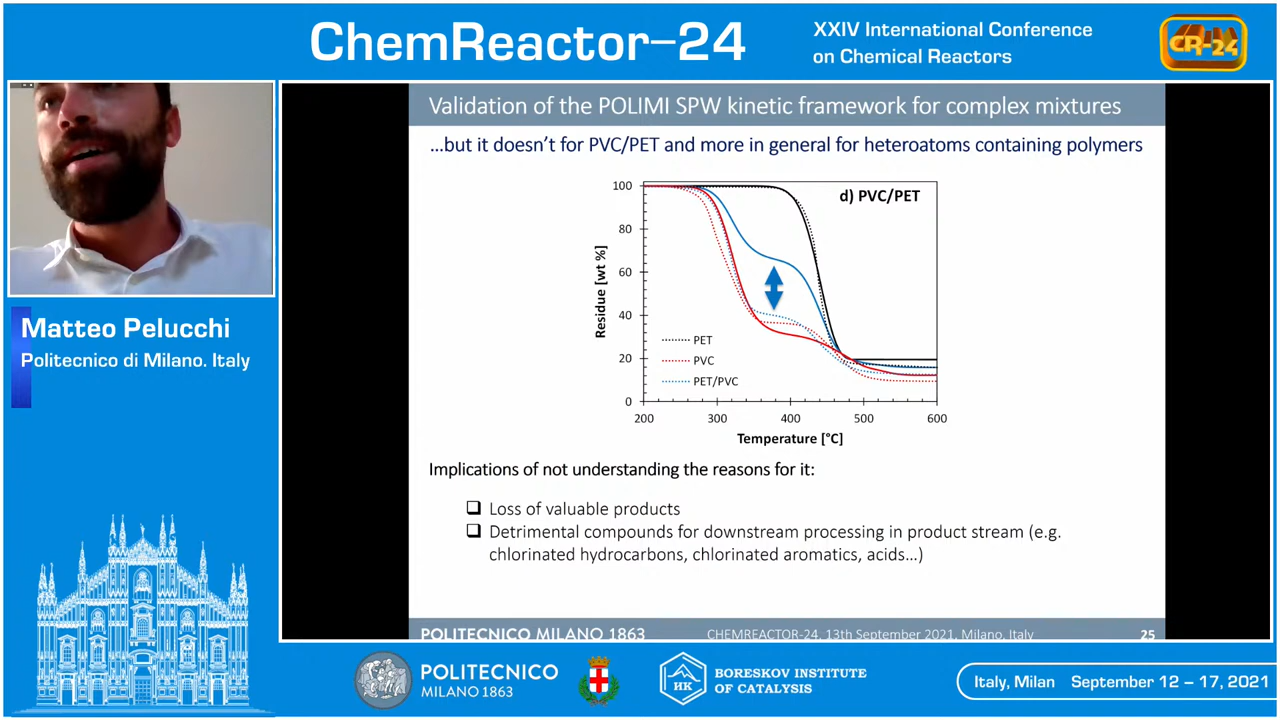 ChemReactor–24
XXIV International Conference
on Chemical Reactors
CR-24
Matteo Pelucchi
Politecnico di Milano. Italy
Validation of the POLIMI SPW kinetic framework for complex mixtures
...but it doesn't for PVC/PET and more in general for heteroatoms containing polymers
d) PVC/PET
Residue [wt %]
100
80
60
40
20
0
PET
PVC
PET/PVC
200 300 400 500 600
Temperature [°C]
Implications of not understanding the reasons for it:
❑ Loss of valuable products
❑ Detrimental compounds for downstream processing in product stream (e.g.
chlorinated hydrocarbons, chlorinated aromatics, acids...)
POLITECNICO MILANO 1863 CHEMREACTOR-24, 13th September 2021, Milano, Italy 25
POLITECNICO
MILANO 1863
HK
BORESKOV INSTITUTE
OF CATALYSIS
Italy, Milan September 12 – 17, 2021